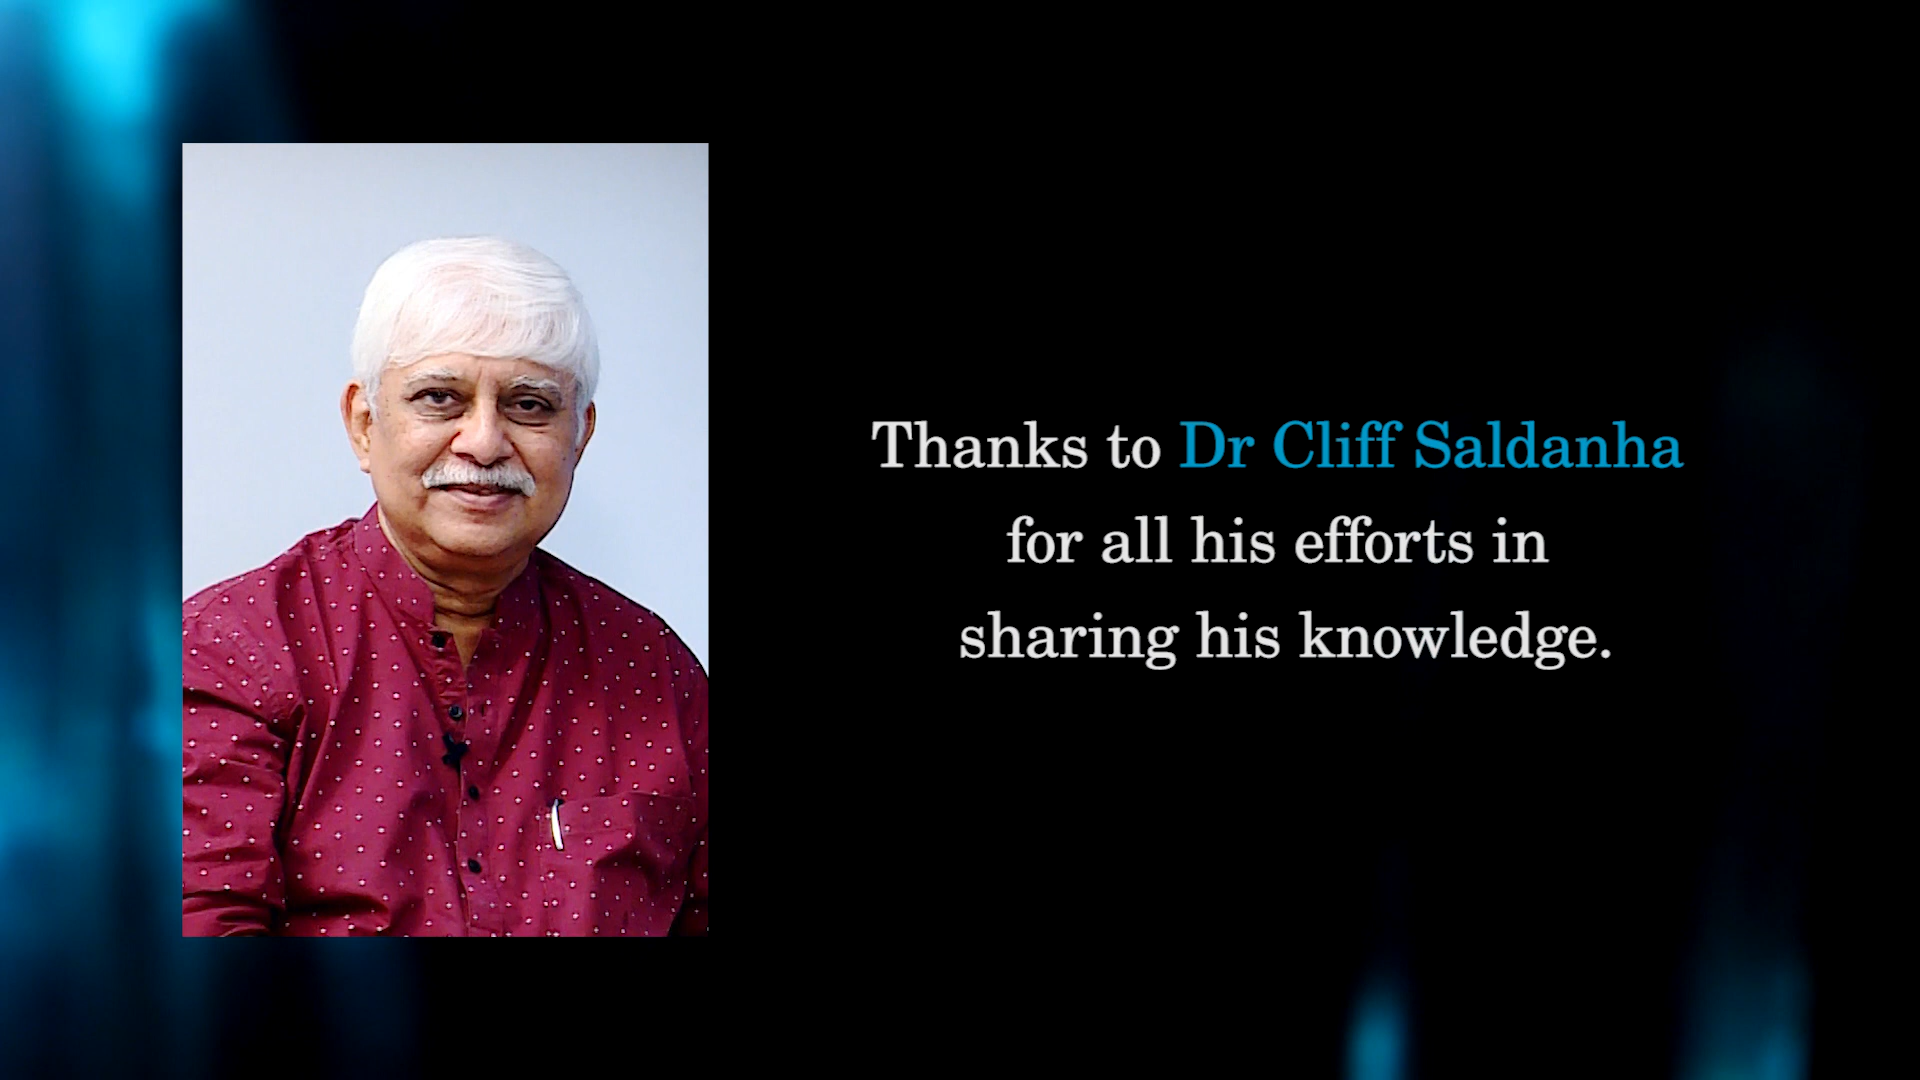 Thanks to Dr Cliff Saldanha
for all his efforts in
sharing his knowledge.